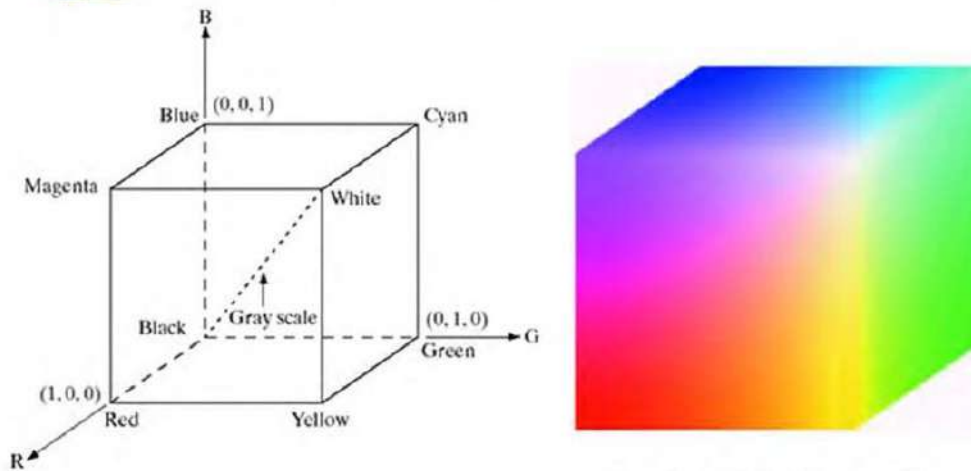 B
Blue (0, 0, 1)
Cyan
Magenta
White
Gray scale
Black
(0, 1, 0)
G
Green
(1, 0, 0)
Red
Yellow
R